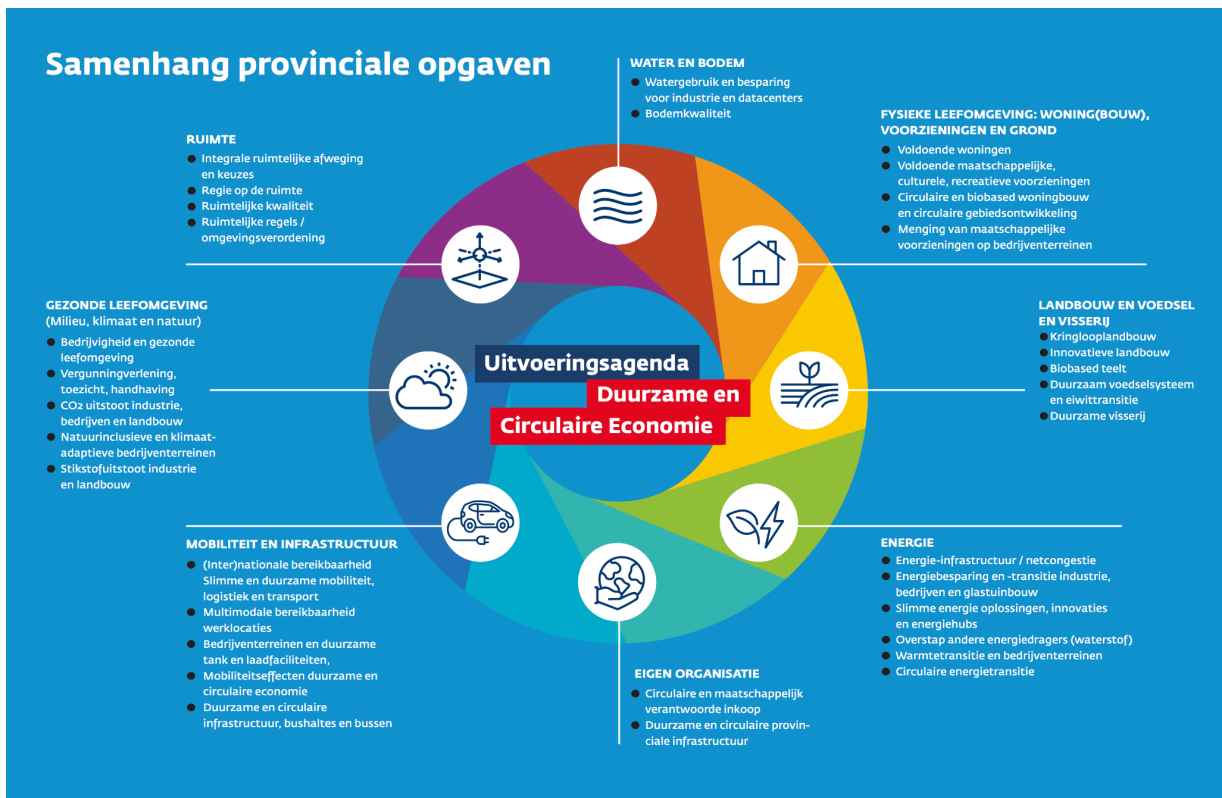 Samenhang provinciale opgaven
WATER EN BODEM
● Watergebruik en besparing
voor industrie en datacenters
● Bodemkwaliteit
FYSIEKE LEEFOMGEVING: WONING(BOUW),
VOORZIENINGEN EN GROND
● Voldoende woningen
● Voldoende maatschappelijke,
culturele, recreatieve voorzieningen
● Circulaire en biobased woningbouw
en circulaire gebiedsontwikkeling
● Menging van maatschappelijke
voorzieningen op bedrijventerreinen
RUIMTE
● Integrale ruimtelijke afweging
en keuzes
● Regie op de ruimte
● Ruimtelijke kwaliteit
● Ruimtelijke regels /
omgevingsverordening
GEZONDE LEEFOMGEVING
(Milieu, klimaat en natuur)
● Bedrijvigheid en gezonde
leefomgeving
● Vergunningverlening,
toezicht, handhaving
● CO2 uitstoot industrie,
bedrijven en landbouw
● Natuurinclusieve en klimaat-
adaptieve bedrijventerreinen
● Stikstofuitstoot industrie
en landbouw
Uitvoeringsagenda
Duurzame en
Circulaire Economie
LANDBOUW EN VOEDSEL
EN VISSERIJ
● Kringlooplandbouw
● Innovatieve landbouw
● Biobased teelt
● Duurzaam voedselsysteem
en eiwittransitie
● Duurzame visserij
MOBILITEIT EN INFRASTRUCTUUR
● (Inter)nationale bereikbaarheid
Slimme en duurzame mobiliteit,
logistiek en transport
● Multimodale bereikbaarheid
werklocaties
● Bedrijventerreinen en duurzame
tank en laadfaciliteiten,
● Mobiliteitseffecten duurzame en
circulaire economie
● Duurzame en circulaire
infrastructuur, bushaltes en bussen
EIGEN ORGANISATIE
● Circulaire en maatschappelijk
verantwoorde inkoop
● Duurzame en circulaire provin-
ciale infrastructuur
ENERGIE
● Energie-infrastructuur / netcongestie
● Energiebesparing en -transitie industrie,
bedrijven en glastuinbouw
● Slimme energie oplossingen, innovaties
en energiehubs
● Overstap andere energiedragers (waterstof)
● Warmtetransitie en bedrijventerreinen
● Circulaire energietransitie